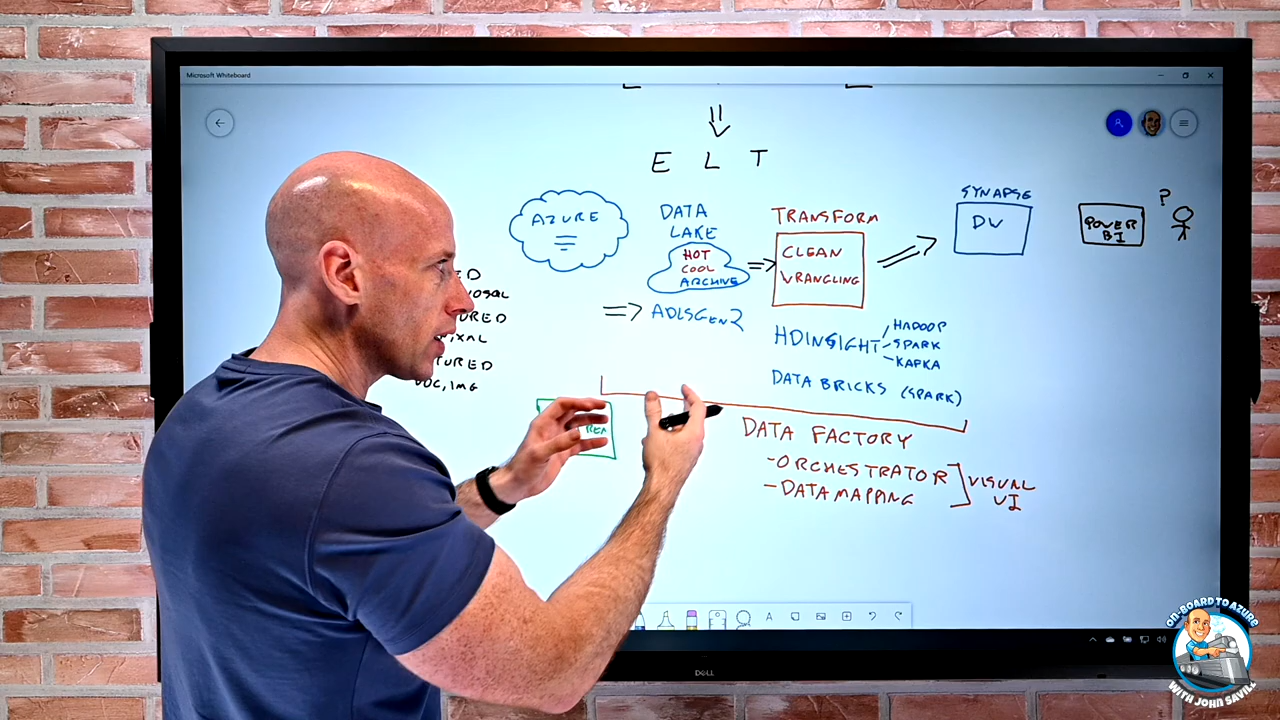 Microsoft Whiteboard
E L T
AZURE
DATA
LAKE
HOT
COOL
ARCHIVE
ADLSGEN2
TRANSFORM
CLEAN
WRANGLING
SYNAPSE
DW
POWER
BI
?
HDINSIGHT
HADOOP
SPARK
KAFKA
DATA BRICKS (SPARK)
DATA FACTORY
-ORCHESTRATOR
-DATA MAPPING
VISUAL
UI
DOC, IMG
DELL
ON-BOARD TO AZURE
WITH JOHN SAVILL